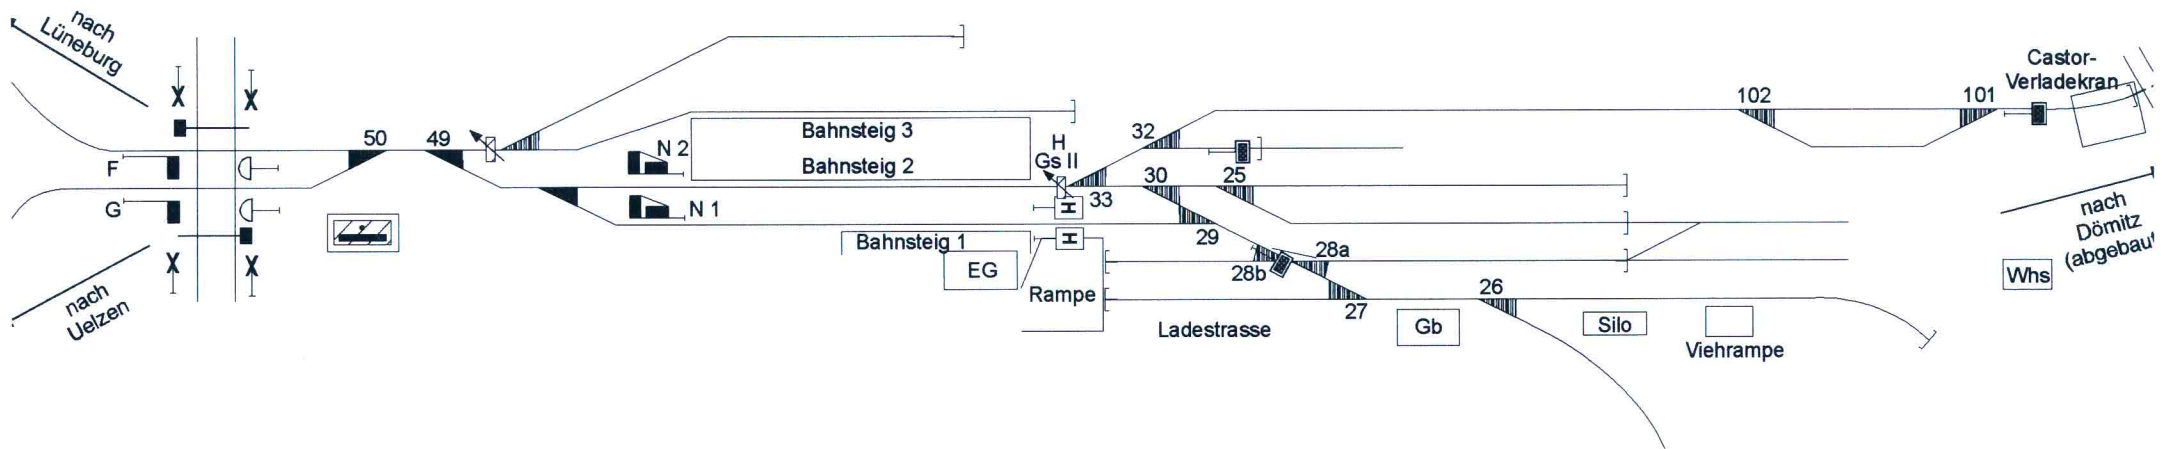 nach
Lüneburg
F
G
nach
Uelzen
50
49
N 2
N 1
Bahnsteig 3
Bahnsteig 2
Bahnsteig 1
EG
H
Gs II
H
H
Rampe
32
33
30
25
29
28b
28a
27
26
Ladestrasse
Gb
Silo
Viehrampe
102
101
Castor-
Verladekran
nach
Dömitz
(abgebaut
Whs